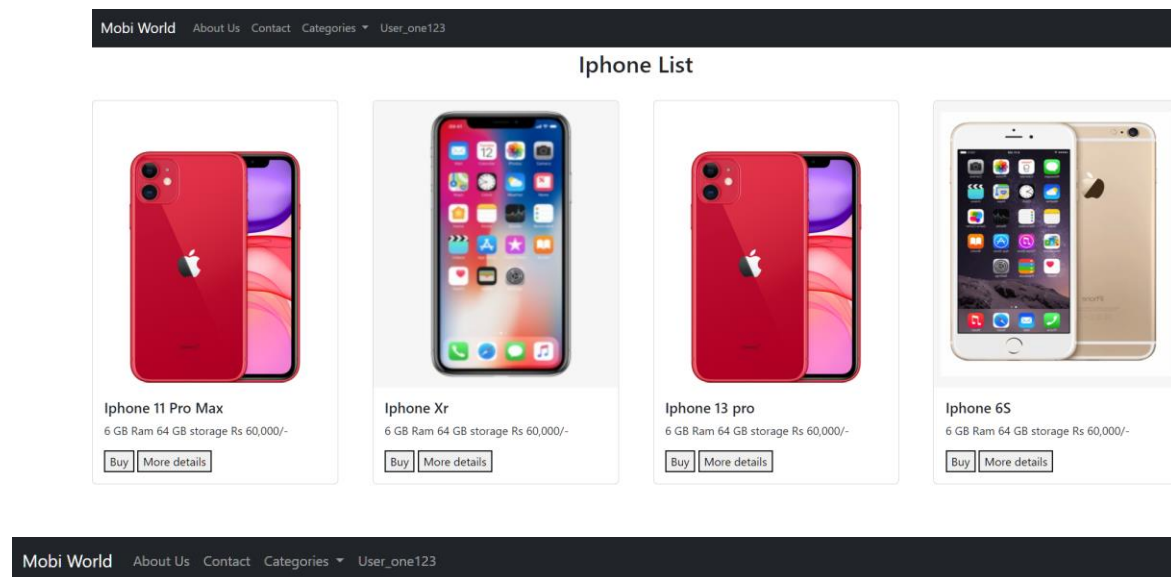 Mobi World About Us Contact Categories User_one123
Iphone List
Iphone 11 Pro Max
6 GB Ram 64 GB storage Rs 60,000/-
Buy More details
Iphone Xr
6 GB Ram 64 GB storage Rs 60,000/-
Buy More details
Iphone 13 pro
6 GB Ram 64 GB storage Rs 60,000/-
Buy More details
Iphone 6S
6 GB Ram 64 GB storage Rs 60,000/-
Buy More details
Mobi World About Us Contact Categories User_one123